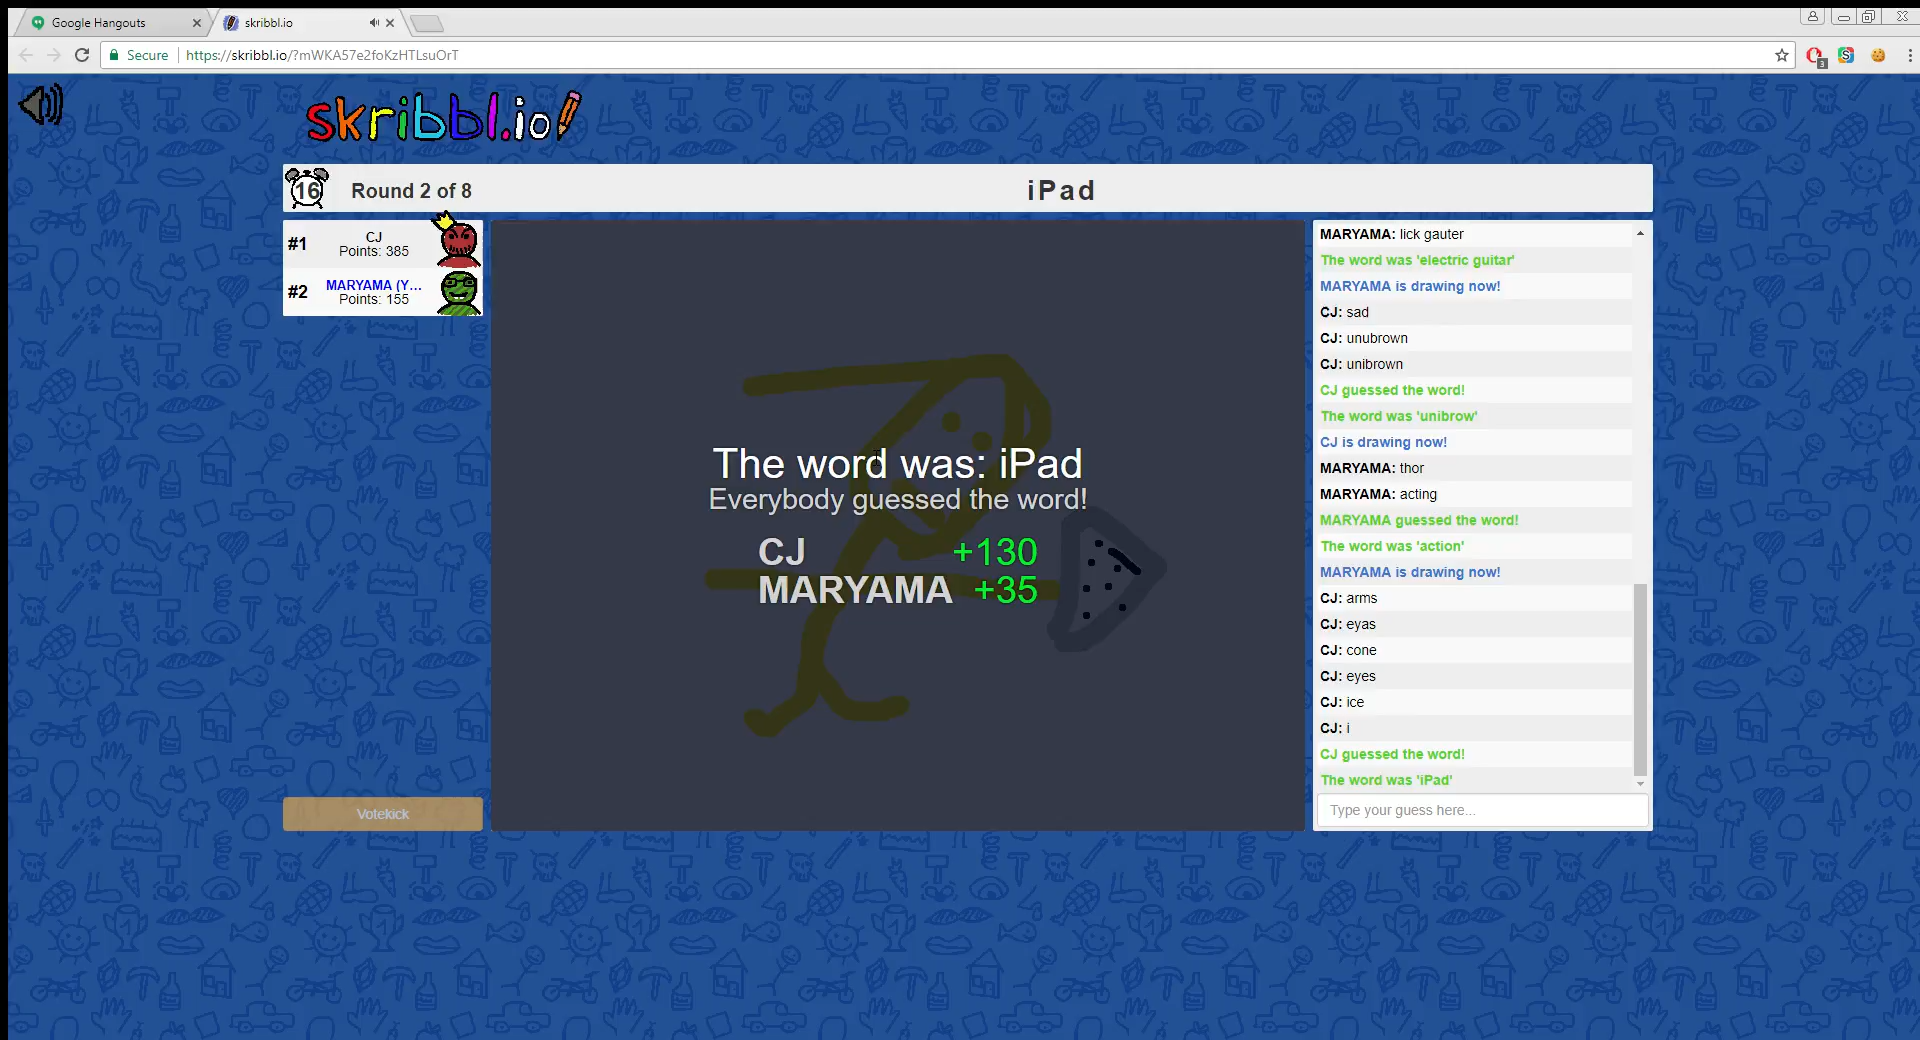 Google Hangouts
skribbl.io
Secure
https://skribbl.io/?mWKA57e2foKzHTLsuOrT
3
S
skribbl.io
16
Round 2 of 8
iPad
#1
CJ
Points: 385
#2
MARYAMA (Y...
Points: 155
The word was: iPad
Everybody guessed the word!
CJ +130
MARYAMA +35
MARYAMA: lick gauter
The word was 'electric guitar'
MARYAMA is drawing now!
CJ: sad
CJ: unubrown
CJ: unibrown
CJ guessed the word!
The word was 'unibrow'
CJ is drawing now!
MARYAMA: thor
MARYAMA: acting
MARYAMA guessed the word!
The word was 'action'
MARYAMA is drawing now!
CJ: arms
CJ: eyas
CJ: cone
CJ: eyes
CJ: ice
CJ: i
CJ guessed the word!
The word was 'iPad'
Type your guess here...
Votekick